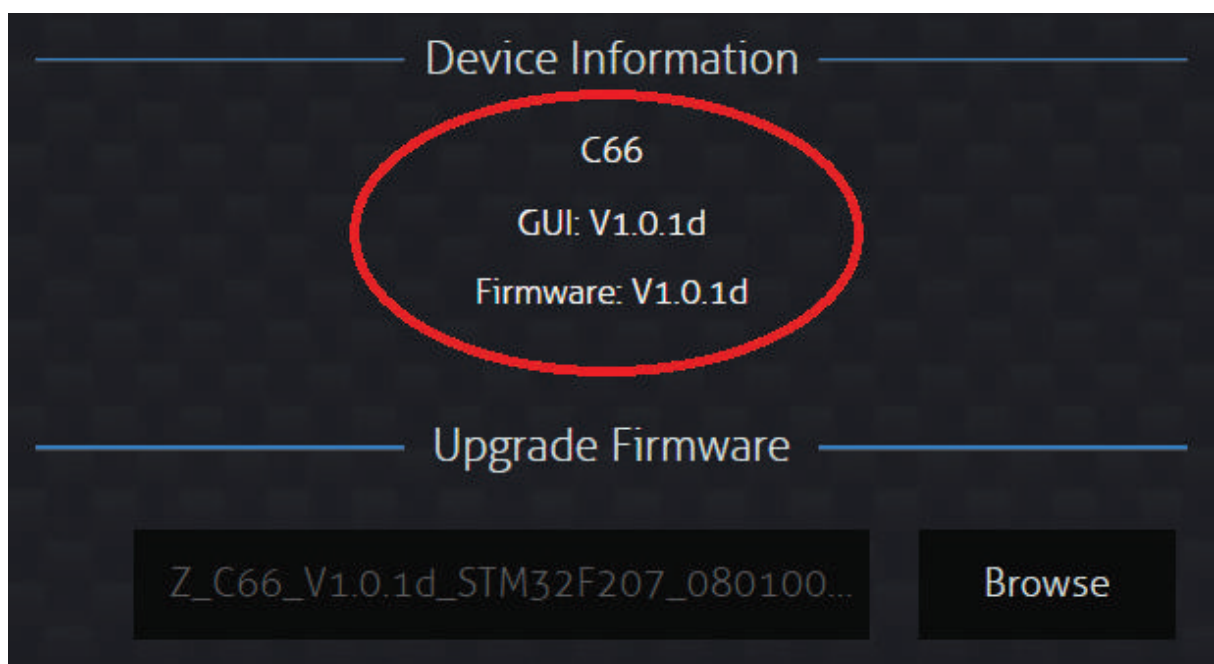 Device Information
C66
GUI: V1.0.1d
Firmware: V1.0.1d
Upgrade Firmware
Z_C66_V1.0.1d_STM32F207_080100...
Browse